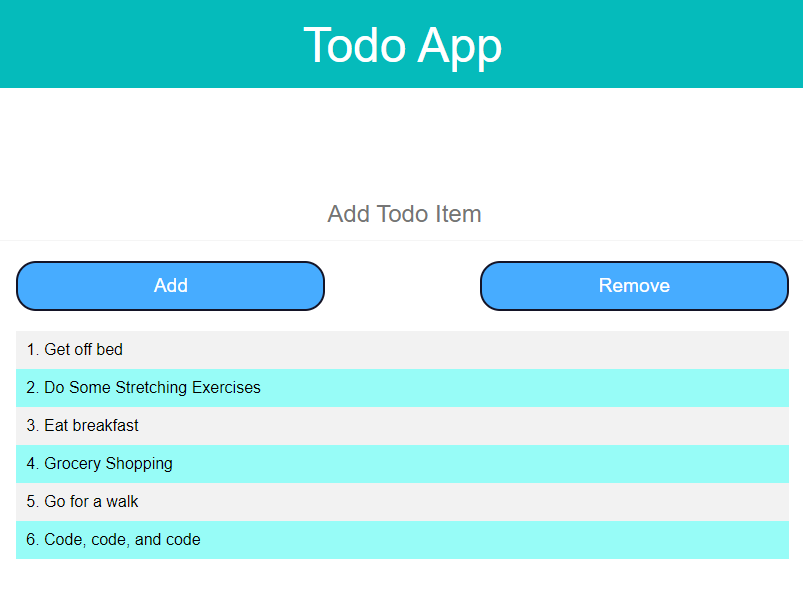 Todo App
Add Todo Item
Add
Remove
1. Get off bed
2. Do Some Stretching Exercises
3. Eat breakfast
4. Grocery Shopping
5. Go for a walk
6. Code, code, and code